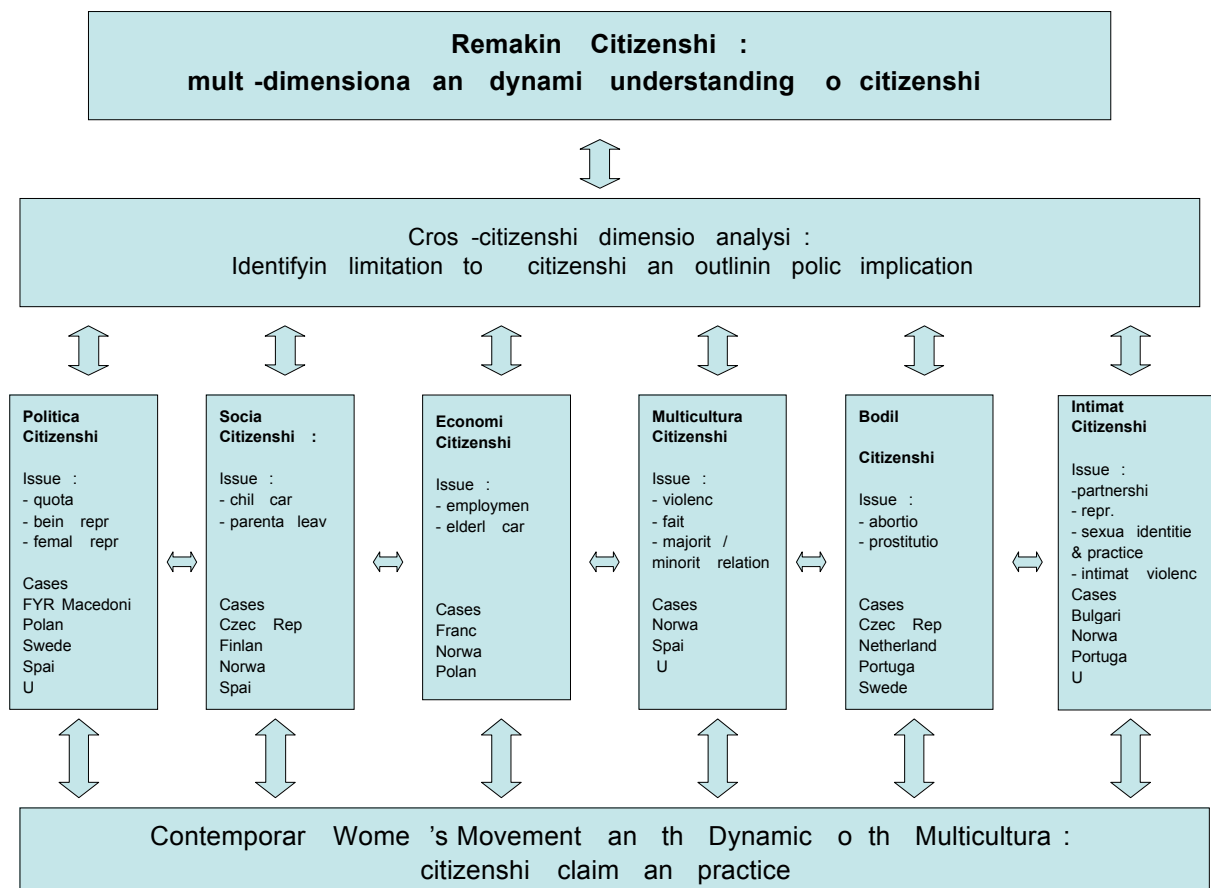 Remakin Citizenshi :
mult -dimensiona an dynami understanding o citizenshi
Cros -citizenshi dimensio analysi :
Identifyin limitation to citizenshi an outlinin polic implication
Politica
Citizenshi
Issue :
- quota
- bein repr
- femal repr
Cases
FYR Macedoni
Polan
Swede
Spai
U
Socia
Citizenshi :
Issue :
- chil car
- parenta leav
Cases
Czec Rep
Finlan
Norwa
Spai
Economi
Citizenshi
Issue :
- employmen
- elderl car
Cases
Franc
Norwa
Polan
Multicultura
Citizenshi
Issue :
- violenc
- fait
- majorit /
minorit relation
Cases
Norwa
Spai
U
Bodil
Citizenshi
Issue :
- abortio
- prostitutio
Cases
Czec Rep
Netherland
Portuga
Swede
Intimat
Citizenshi
Issue :
-partnershi
- repr.
- sexua identitie
& practice
- intimat violenc
Cases
Bulgari
Norwa
Portuga
U
Contemporar Wome 's Movement an th Dynamic o th Multicultura :
citizenshi claim an practice